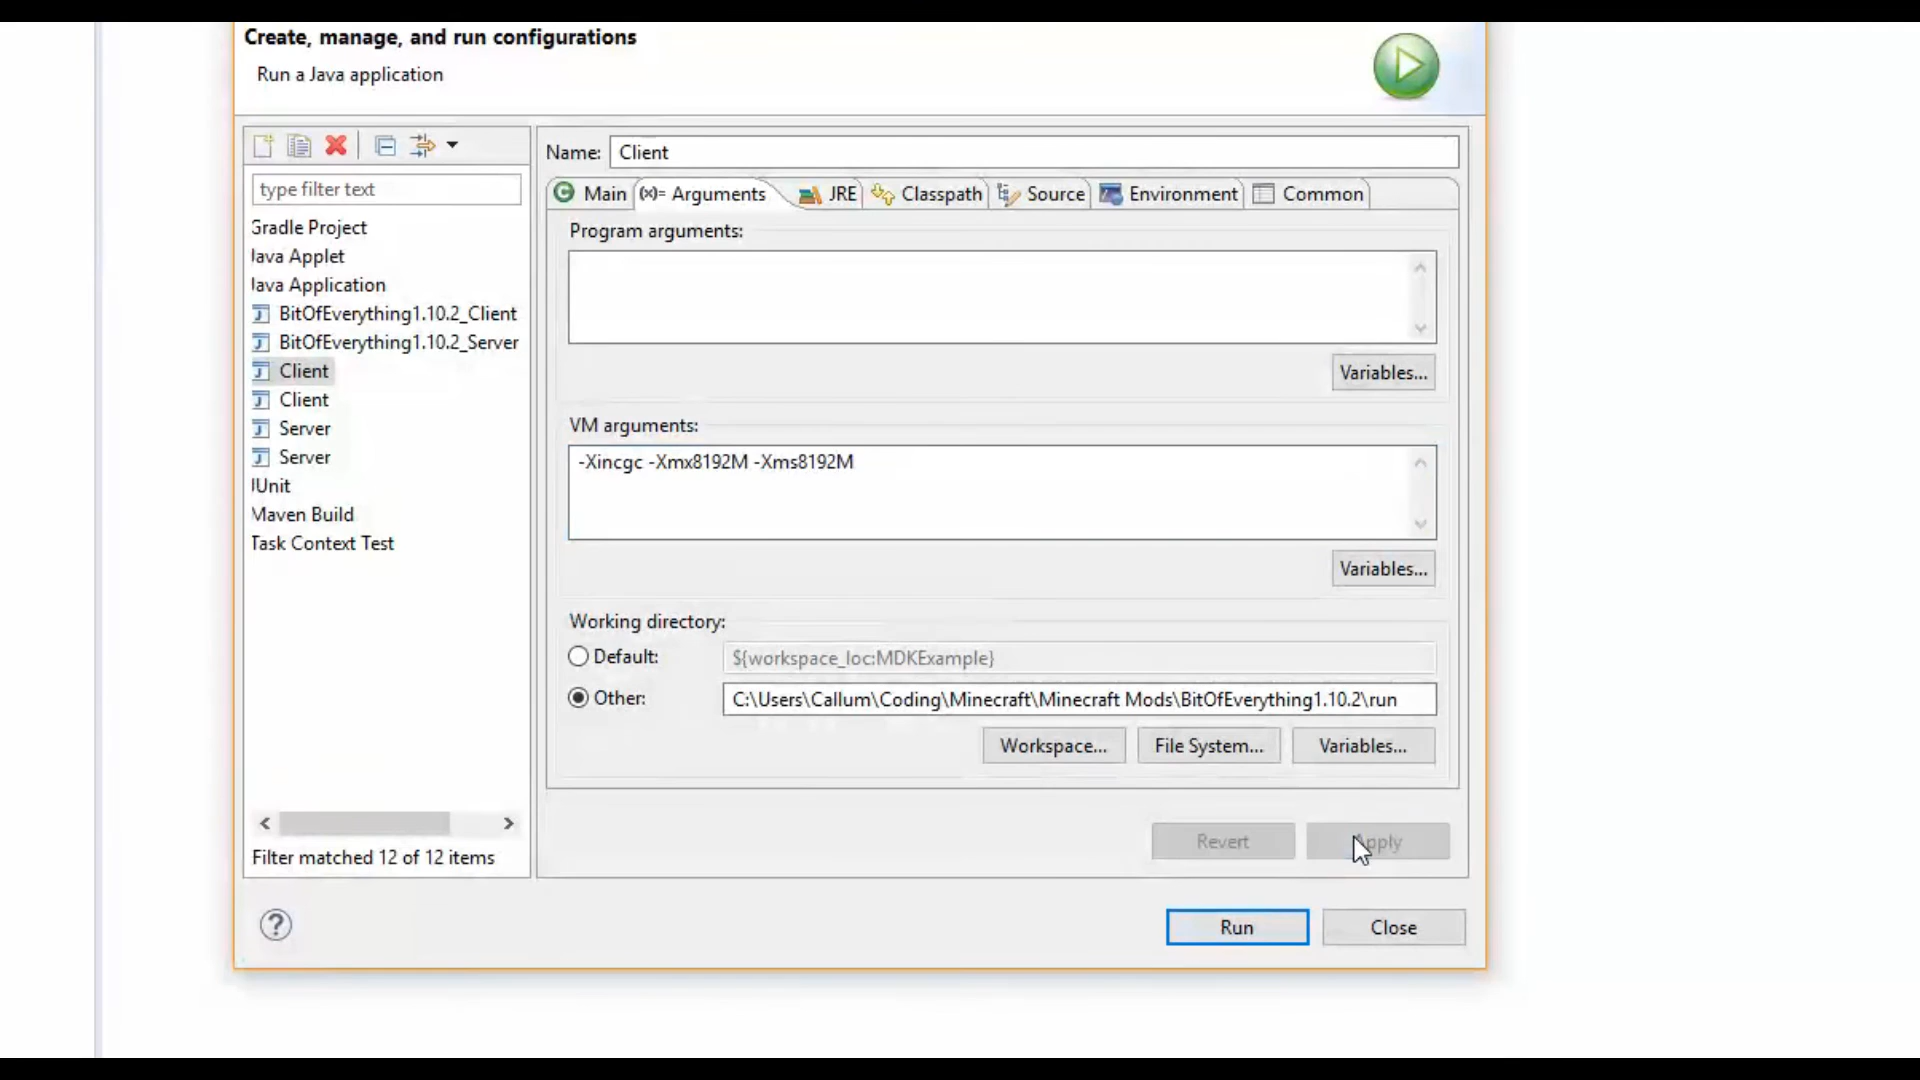 Create, manage, and run configurations
Run a Java application
type filter text
Gradle Project
Java Applet
Java Application
BitOfEverything1.10.2_Client
BitOfEverything1.10.2_Server
Client
Client
Server
Server
JUnit
Maven Build
Task Context Test
Filter matched 12 of 12 items
Name: Client
Main (x)= Arguments JRE Classpath Source Environment Common
Program arguments:
Variables...
VM arguments:
-Xincgc -Xmx8192M -Xms8192M
Variables...
Working directory:
Default: ${workspace_loc:MDKExample}
Other: C:\Users\Callum\Coding\Minecraft\Minecraft Mods\BitOfEverything1.10.2\run
Workspace... File System... Variables...
Revert Apply
? Run Close